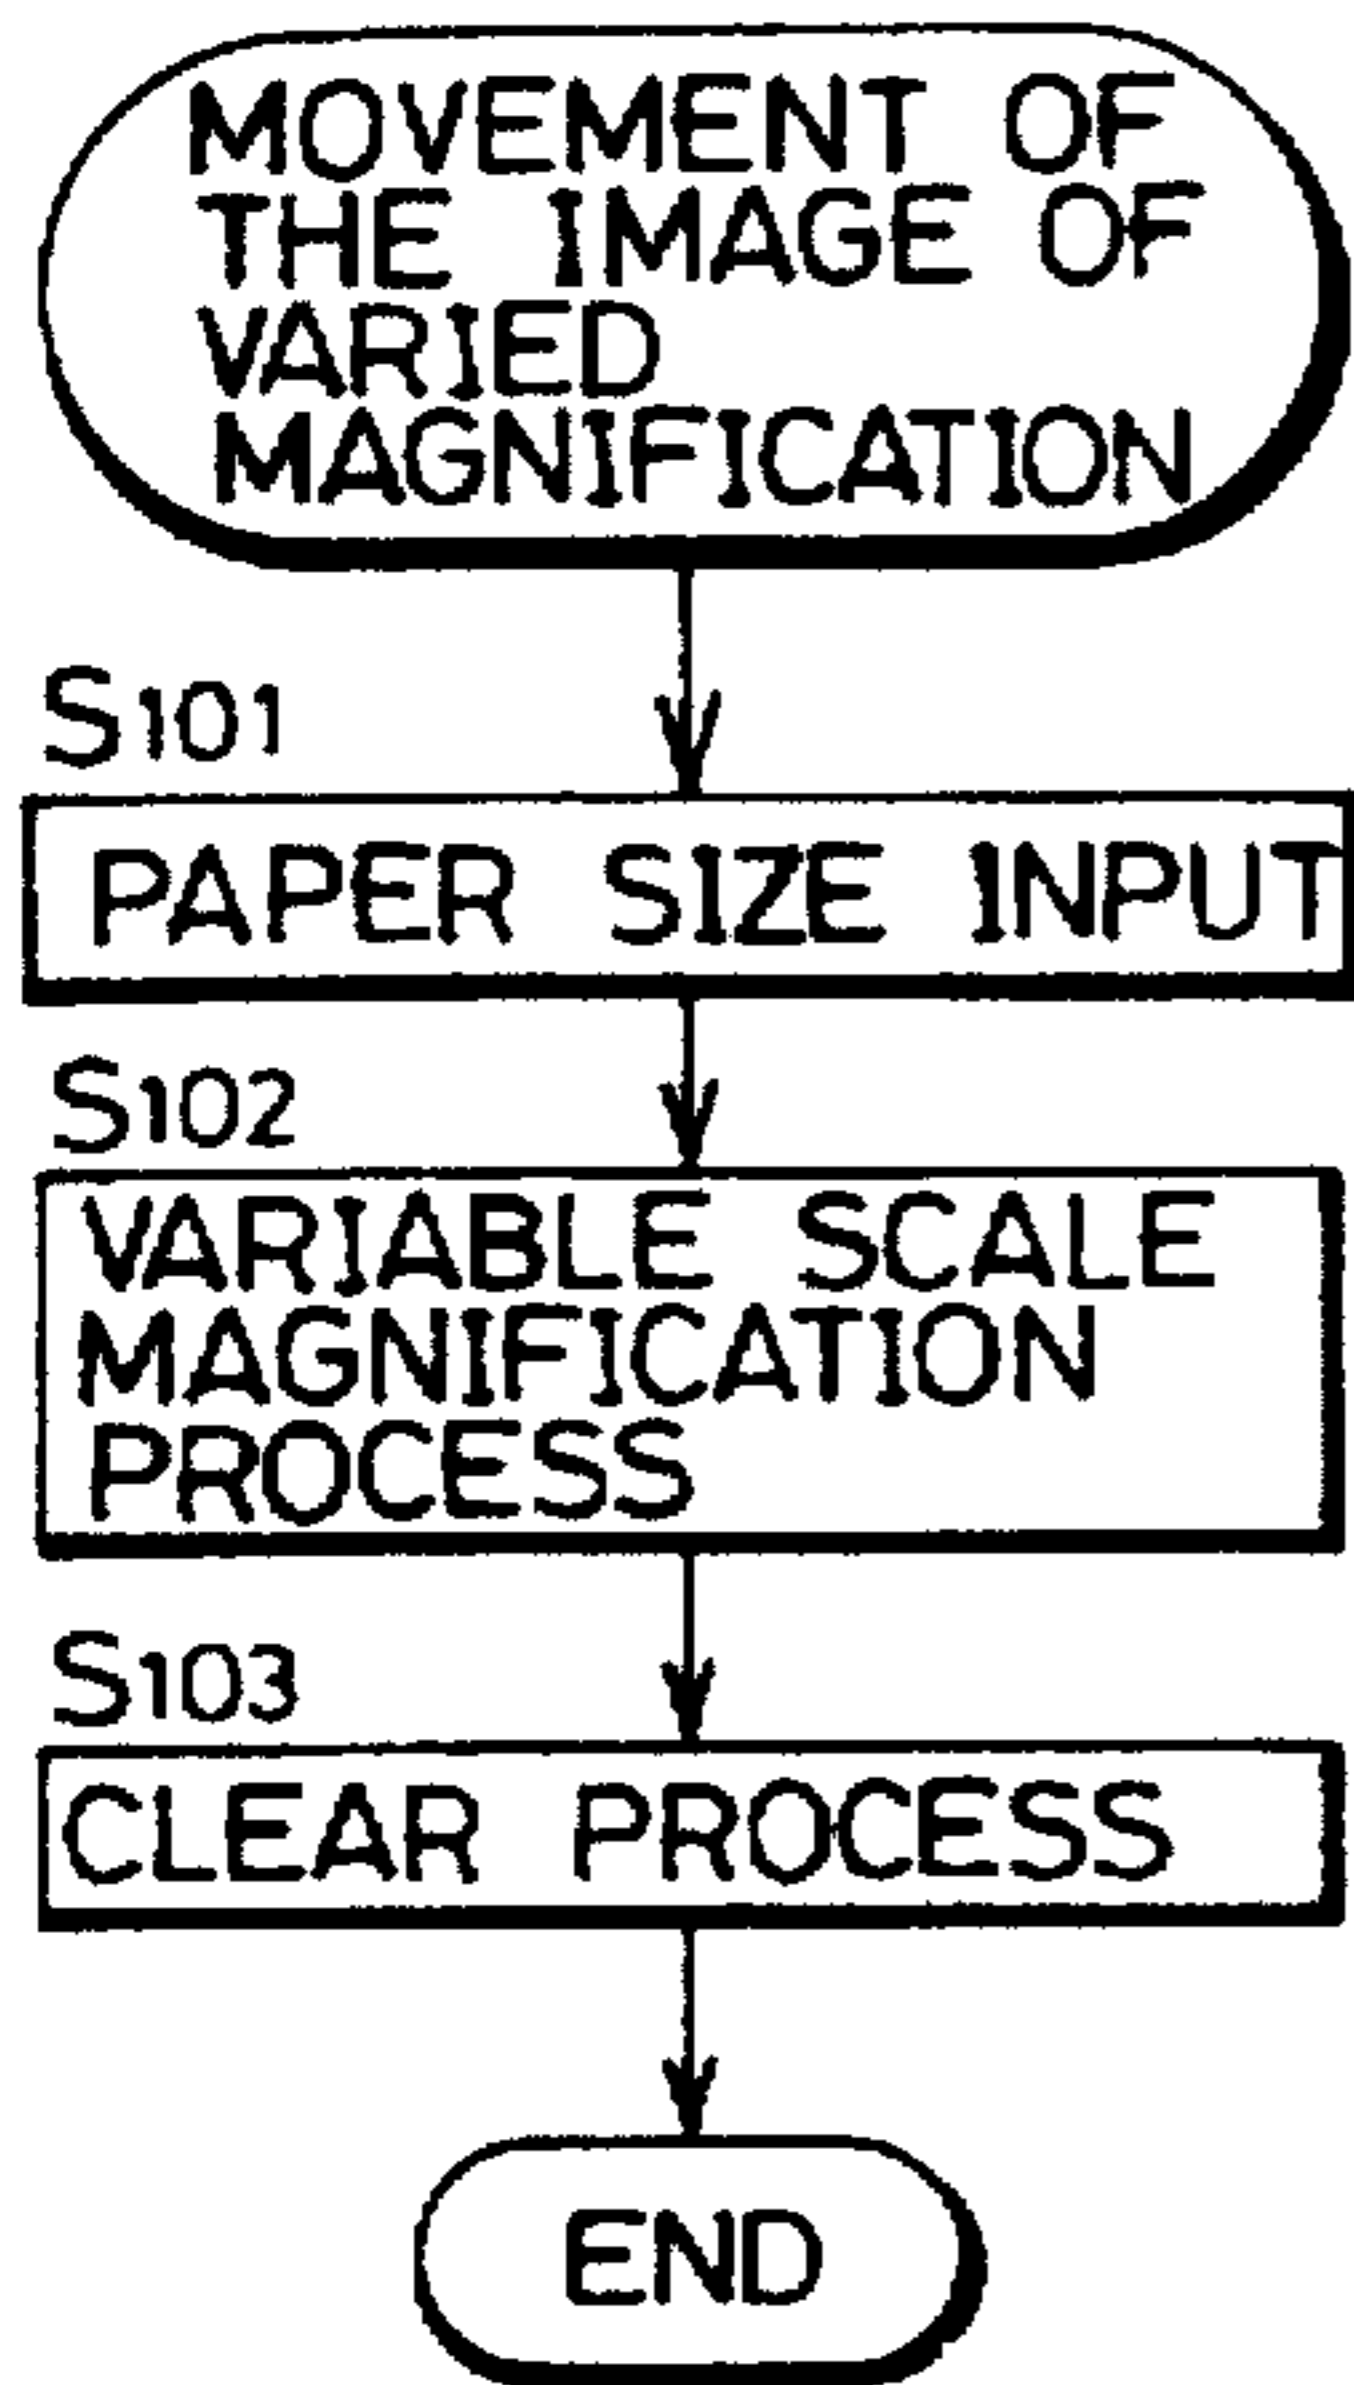 MOVEMENT OF
THE IMAGE OF
VARIED
MAGNIFICATION
S101
PAPER SIZE INPUT
S102
VARIABLE SCALE
MAGNIFICATION
PROCESS
S103
CLEAR PROCESS
END